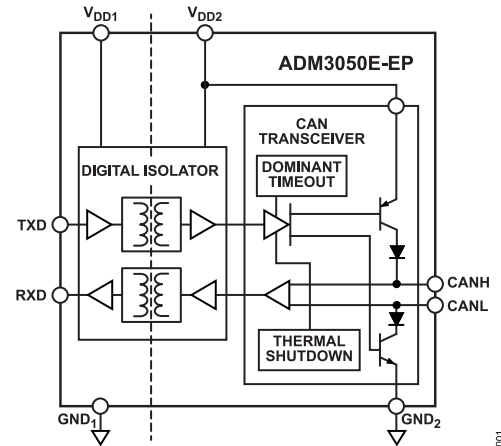 VDD1
VDD2
ADM3050E-EP
CAN
TRANSCEIVER
DIGITAL ISOLATOR
DOMINANT
TIMEOUT
TXD
RXD
CANH
CANL
THERMAL
SHUTDOWN
GND1
GND2